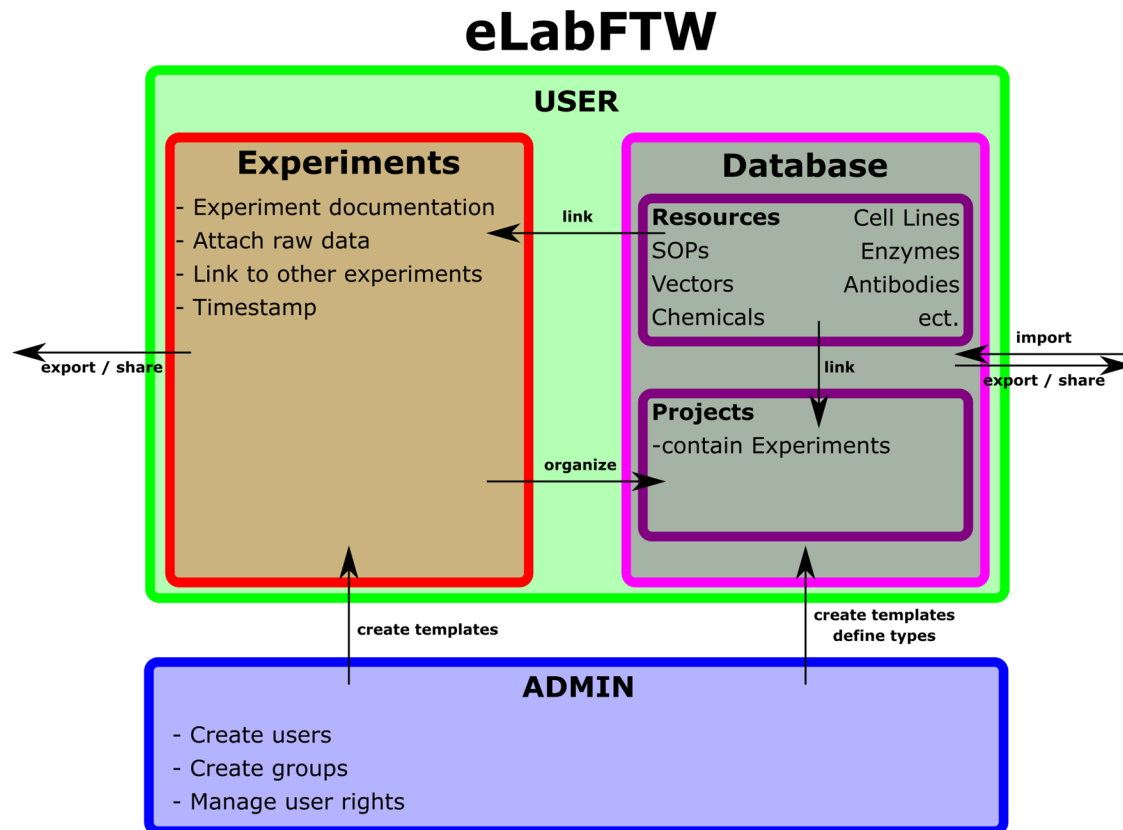 eLabFTW
USER
Experiments
- Experiment documentation
- Attach raw data
- Link to other experiments
- Timestamp
export / share
link
Database
Resources Cell Lines
SOPs Enzymes
Vectors Antibodies
Chemicals ect.
import
export / share
link
Projects
-contain Experiments
organize
create templates
create templates
define types
ADMIN
- Create users
- Create groups
- Manage user rights